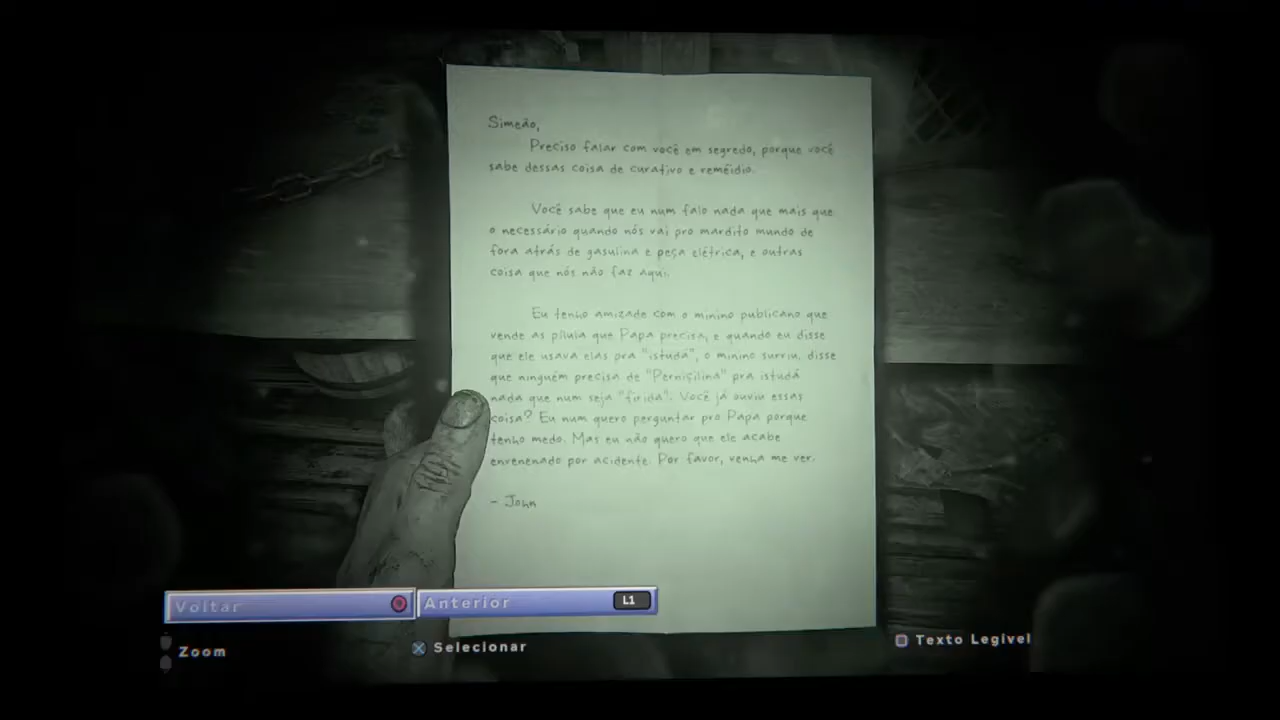 Simeão,
Preciso falar com você em segredo, porque você
sabe dessas coisa de curativo e reméidio.
Você sabe que eu num falo nada que mais que
o necessário quando nós vai pro mardito mundo de
fora atrás de gasulina e peça elétrica, e outras
coisa que nós não faz aqui.
Eu tenho amizade com o minino publicano que
vende as pílula que Papa precisa, e quando eu disse
que ele usava elas pra "istudá", o minino surriu, disse
que ninguém precisa de "Perniçilina" pra istudá
nada que num seja "firida". Você já ouviu essas
coisa? Eu num quero perguntar pro Papa porque
tenho medo. Mas eu não quero que ele acabe
enrenenado por acidente. Por favor, venha me ver.
- John
Voltar
Anterior L1
Zoom
Selecionar
Texto Legível